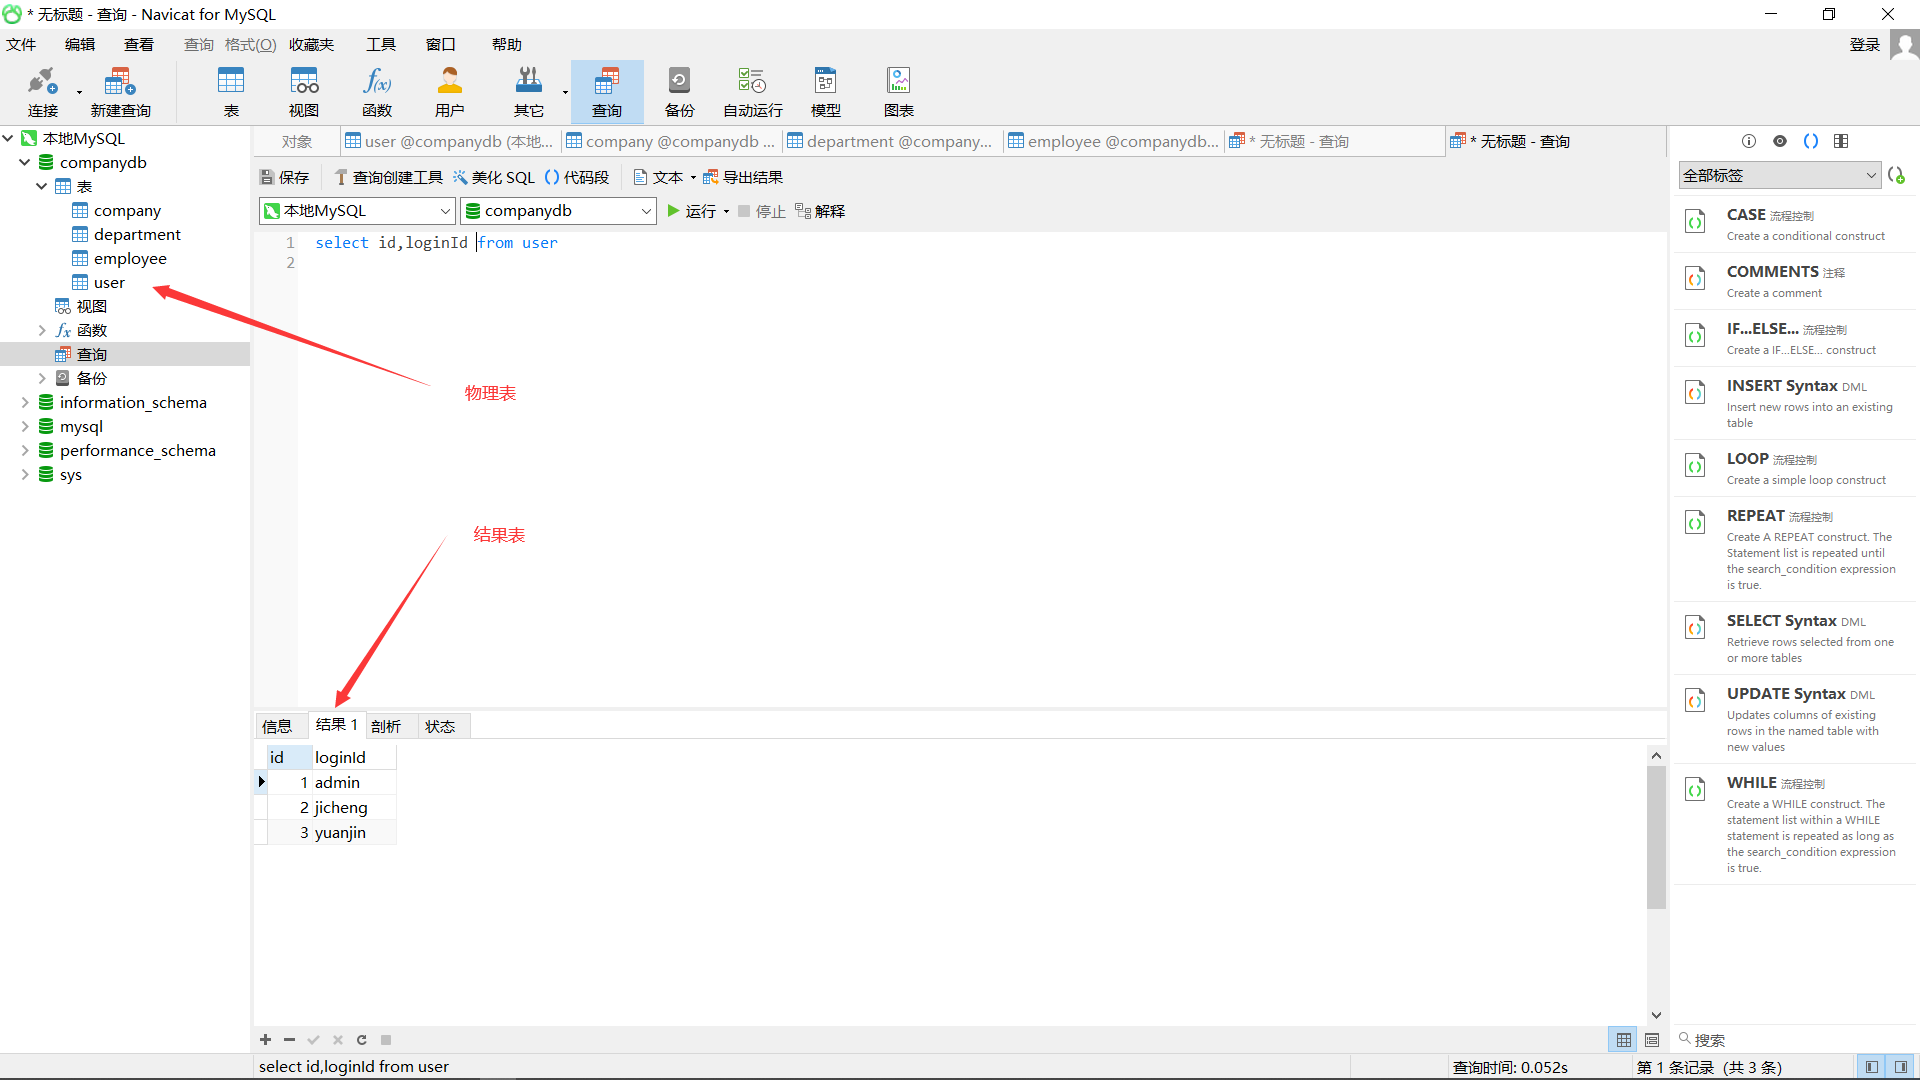 * 无标题 - 查询 - Navicat for MySQL
文件 编辑 查看 查询 格式(O) 收藏夹 工具 窗口 帮助 登录
连接 新建查询 表 视图 函数 用户 其它 查询 备份 自动运行 模型 图表
本地MySQL
companydb
表
company
department
employee
user
视图
函数
查询
备份
information_schema
mysql
performance_schema
sys
对象 user @companydb (本地... company @companydb ... department @company... employee @companydb... * 无标题 - 查询 * 无标题 - 查询
保存 查询创建工具 美化 SQL 代码段 文本 导出结果
本地MySQL companydb 运行 停止 解释
1 select id,loginId from user
2
物理表
结果表
信息 结果 1 剖析 状态
id loginId
1 admin
2 jicheng
3 yuanjin
全部标签
CASE 流程控制
Create a conditional construct
COMMENTS 注释
Create a comment
IF...ELSE... 流程控制
Create a IF...ELSE... construct
INSERT Syntax DML
Insert new rows into an existing
table
LOOP 流程控制
Create a simple loop construct
REPEAT 流程控制
Create A REPEAT construct. The
Statement list is repeated until
the search_condition expression
is true.
SELECT Syntax DML
Retrieve rows selected from one
or more tables
UPDATE Syntax DML
Updates columns of existing
rows in the named table with
new values
WHILE 流程控制
Create a WHILE construct. The
statement list within a WHILE
statement is repeated as long as
the search_condition expression
is true.
搜索
select id,loginId from user 查询时间: 0.052s 第 1 条记录 (共 3 条)